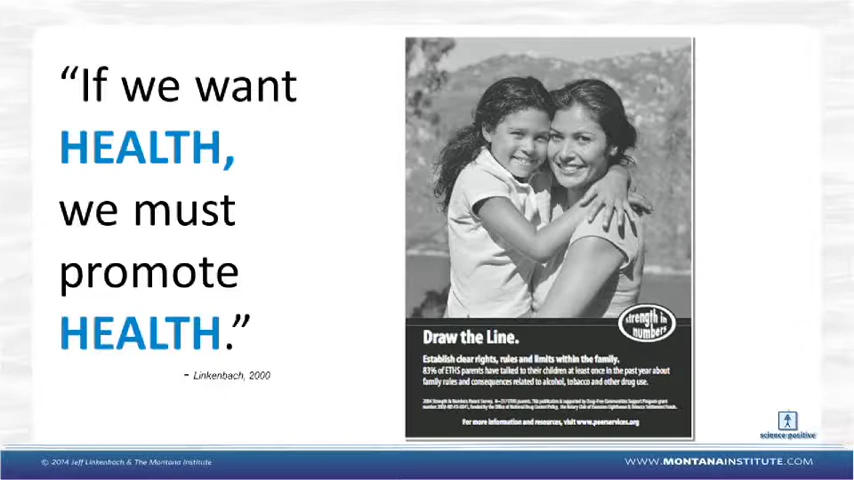 “If we want
HEALTH,
we must
promote
HEALTH.”
- Linkenbach, 2000
strength in
numbers
Draw the Line.
Establish clear rights, rules and limits within the family.
83% of ETHS parents have talked to their children at least once in the past year about
family rules and consequences related to alcohol, tobacco and other drug use.
For more information and resources, visit www.peerservices.org
science+positive
© 2014 Jeff Linkenbach & The Montana Institute
WWW.MONTANAINSTITUTE.COM